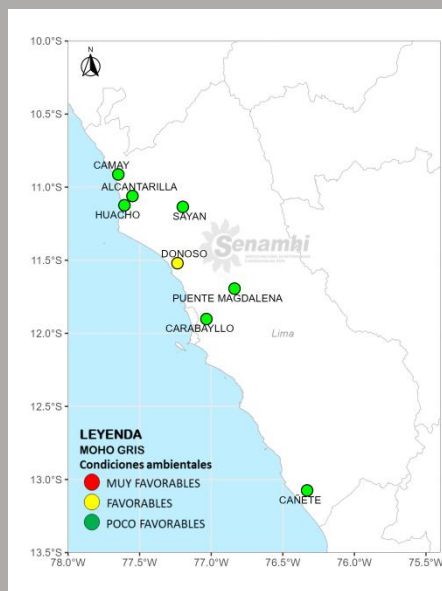 10.0°S
N
10.5°S
CAMAY
11.0°S
ALCANTARILLA
HUACHO
SAYAN
Senamhi
DONOSO
11.5°S
PUENTE MAGDALENA
CARABAYLLO
12.0°S
Lima
12.5°S
LEYENDA
MOHO GRIS
Condiciones ambientales
13.0°S
MUY FAVORABLES
CAÑETE
FAVORABLES
POCO FAVORABLES
13.5°S
78.0°W 77.5°W 77.0°W 76.5°W 76.0°W 75.5°W